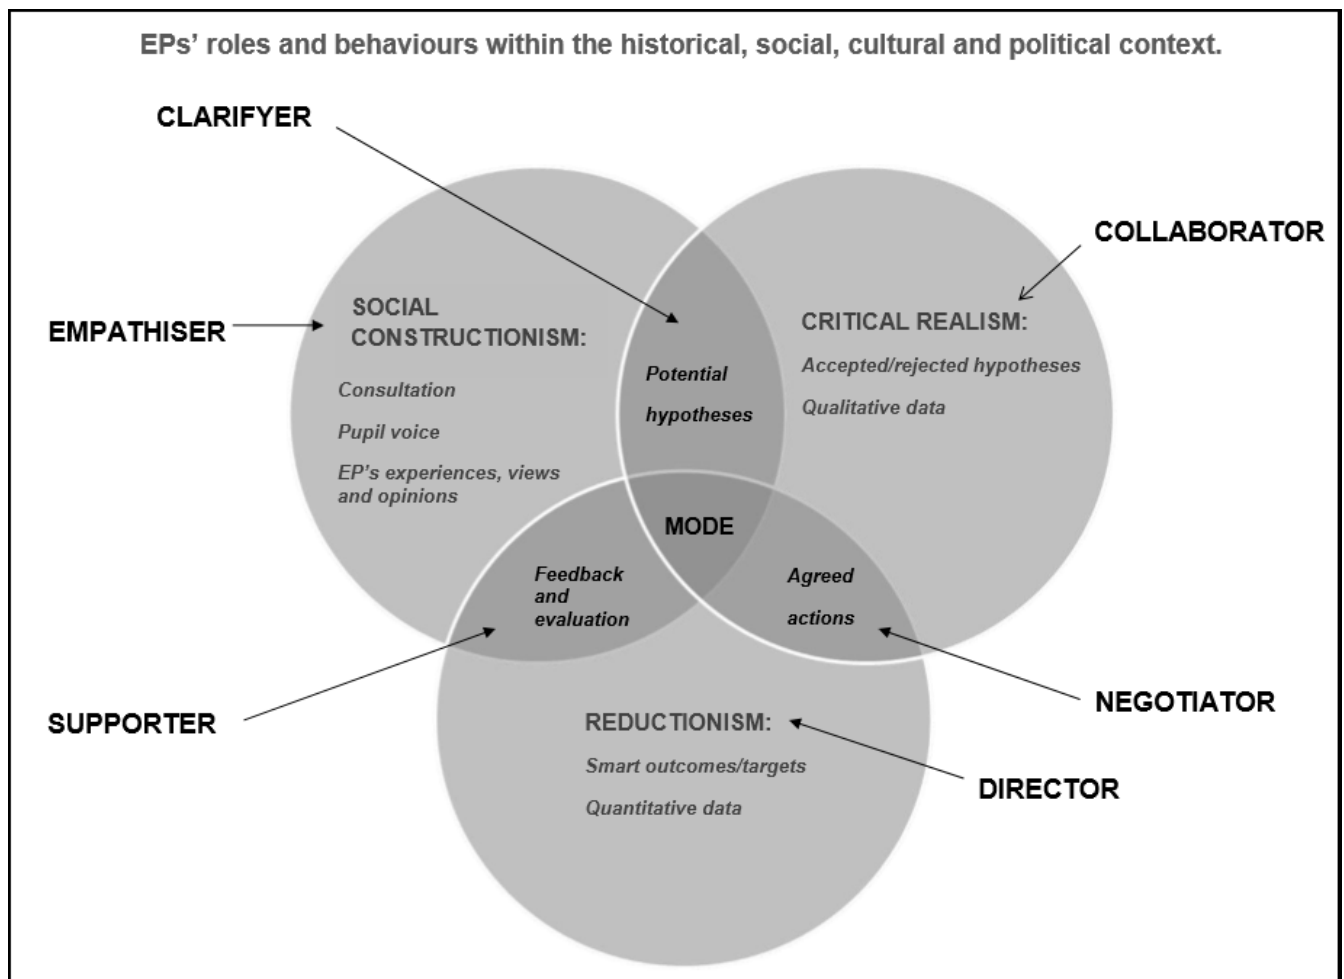 EPs' roles and behaviours within the historical, social, cultural and political context.
CLARIFYER
COLLABORATOR
EMPATHISER
SOCIAL
CONSTRUCTIONISM:
Consultation
Pupil voice
EP's experiences, views
and opinions
Potential
hypotheses
CRITICAL REALISM:
Accepted/rejected hypotheses
Qualitative data
MODE
Feedback
and
evaluation
Agreed
actions
SUPPORTER
NEGOTIATOR
REDUCTIONISM:
Smart outcomes/targets
Quantitative data
DIRECTOR